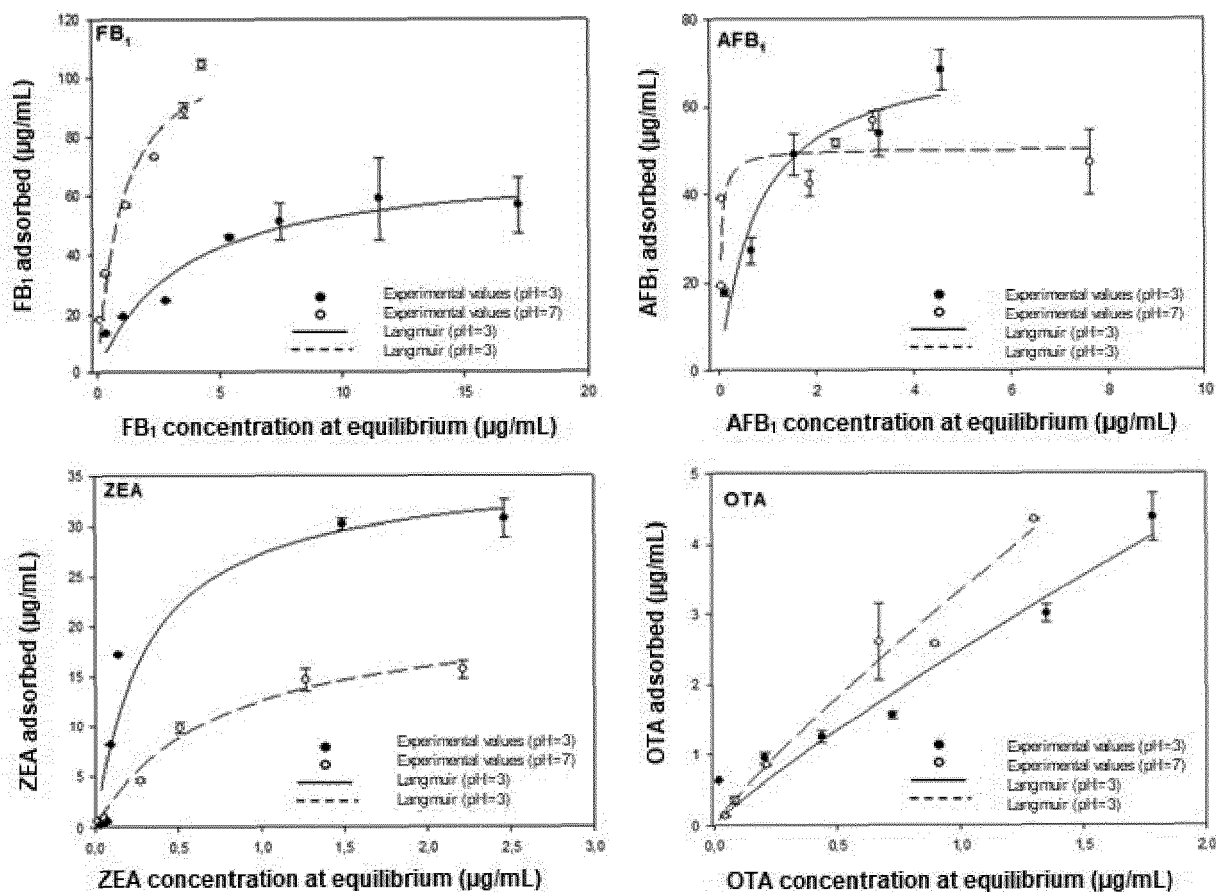 FB₁
FB₁ adsorbed (µg/mL)
120
100
80
60
40
20
0
0
5
10
15
20
Experimental values (pH=3)
Experimental values (pH=7)
Langmuir (pH=3)
Langmuir (pH=3)
FB₁ concentration at equilibrium (µg/mL)
AFB₁
AFB₁ adsorbed (µg/mL)
80
60
40
20
0
0
2
4
6
8
10
Experimental values (pH=3)
Experimental values (pH=7)
Langmuir (pH=3)
Langmuir (pH=3)
AFB₁ concentration at equilibrium (µg/mL)
ZEA
ZEA adsorbed (µg/mL)
35
30
25
20
15
10
5
0
0,0
0,5
1,0
1,5
2,0
2,5
3,0
Experimental values (pH=3)
Experimental values (pH=7)
Langmuir (pH=3)
Langmuir (pH=3)
ZEA concentration at equilibrium (µg/mL)
OTA
OTA adsorbed (µg/mL)
5
4
3
2
1
0
0,0
0,5
1,0
1,5
2,0
Experimental values (pH=3)
Experimental values (pH=7)
Langmuir (pH=3)
Langmuir (pH=3)
OTA concentration at equilibrium (µg/mL)